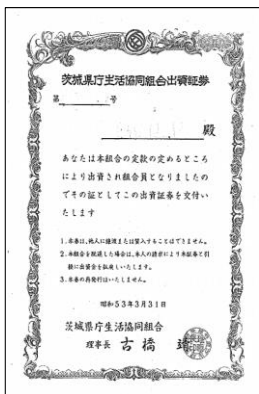 茨城県庁生活協同組合出資証券
第　　　号
殿
あなたは本組合の定款の定めるところ
により出資され組合員となりましたの
でその証としてこの出資証券を交付い
たします
1. 本券は、他人に譲渡または質入することはできません。
2. 本組合を脱退した場合は、本人の請求により本証券と引
換に出資金を払戻しいたします。
3. 本券の再発行はいたしません。
昭和53年3月31日
茨城県庁生活協同組合
理事長 古橋 靖